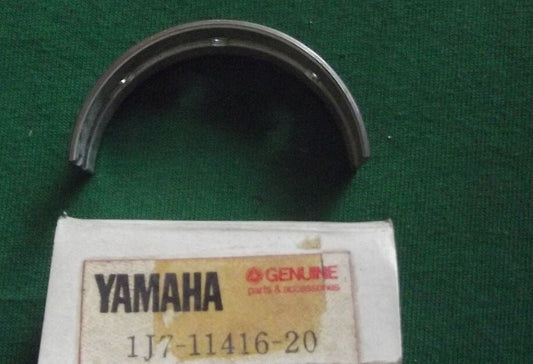 YAMAHA
GENUINE
parts & accessories
1J7-11416-20